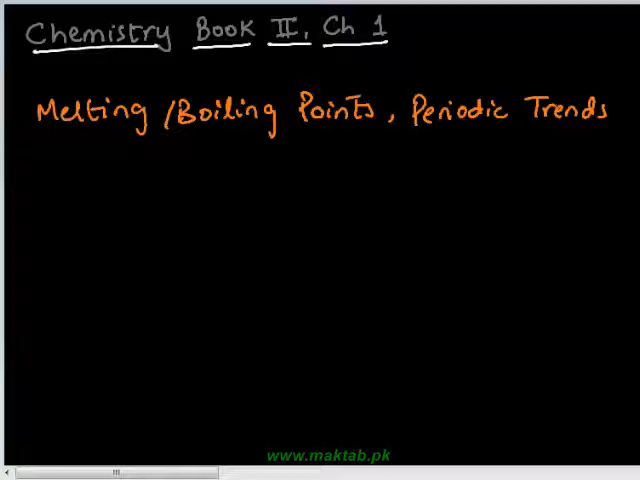 Chemistry Book II, Ch 1
Melting /Boiling Points, Periodic Trends
www.maktab.pk